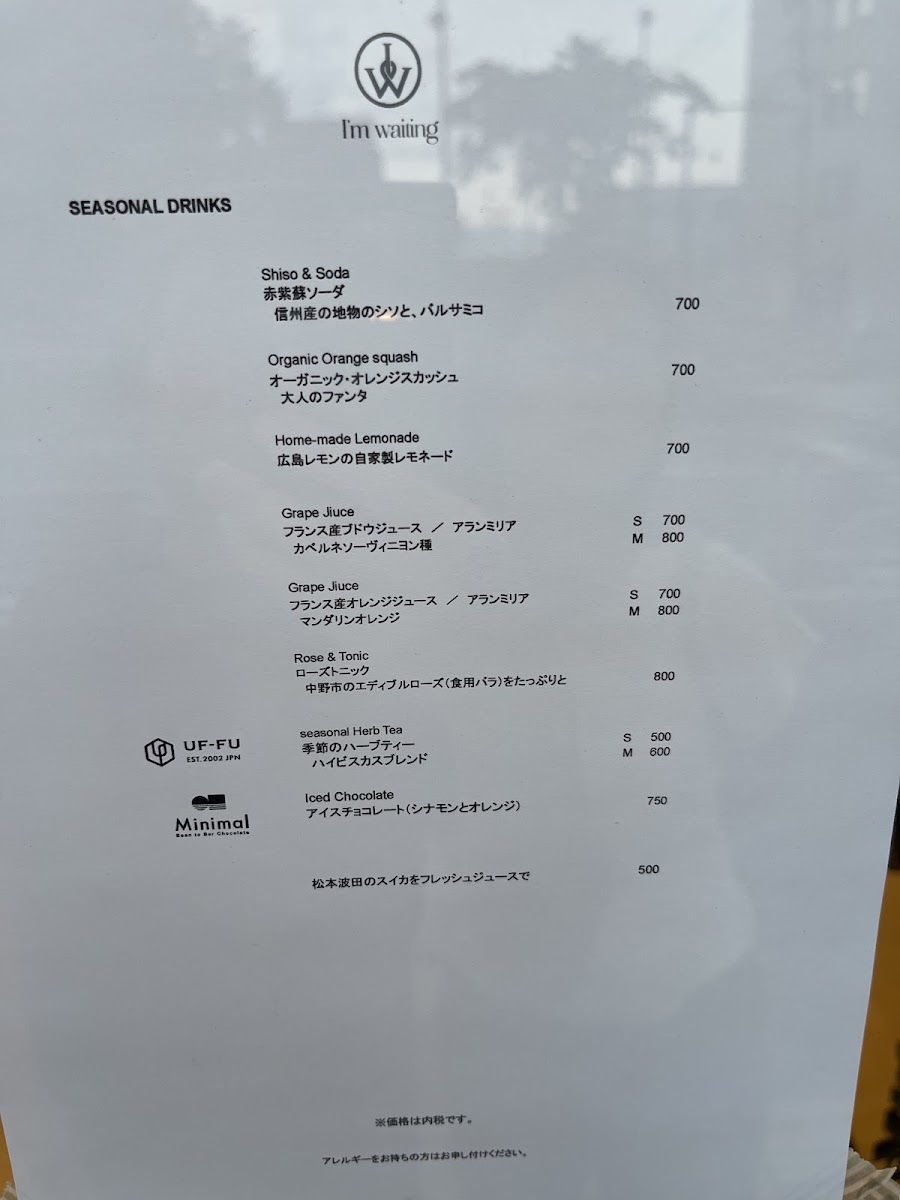 IW
I'm waiting
SEASONAL DRINKS
Shiso & Soda
赤紫蘇ソーダ
信州産の地物のシソと、バルサミコ 700
Organic Orange squash
オーガニック・オレンジスカッシュ 700
大人のファンタ
Home-made Lemonade
広島レモンの自家製レモネード 700
Grape Jiuce
フランス産ブドウジュース ／ アランミリア S 700
カベルネソーヴィニヨン種 M 800
Grape Jiuce
フランス産オレンジジュース ／ アランミリア S 700
マンダリンオレンジ M 800
Rose & Tonic
ローズトニック
中野市のエディブルローズ（食用バラ）をたっぷりと 800
seasonal Herb Tea
UF-FU 季節のハーブティー S 500
EST.2002 JPN ハイビスカスブレンド M 600
Iced Chocolate
アイスチョコレート（シナモンとオレンジ） 750
Minimal
Bean to Bar Chocolate
松本波田のスイカをフレッシュジュースで 500
※価格は内税です。
アレルギーをお持ちの方はお申し付けください。